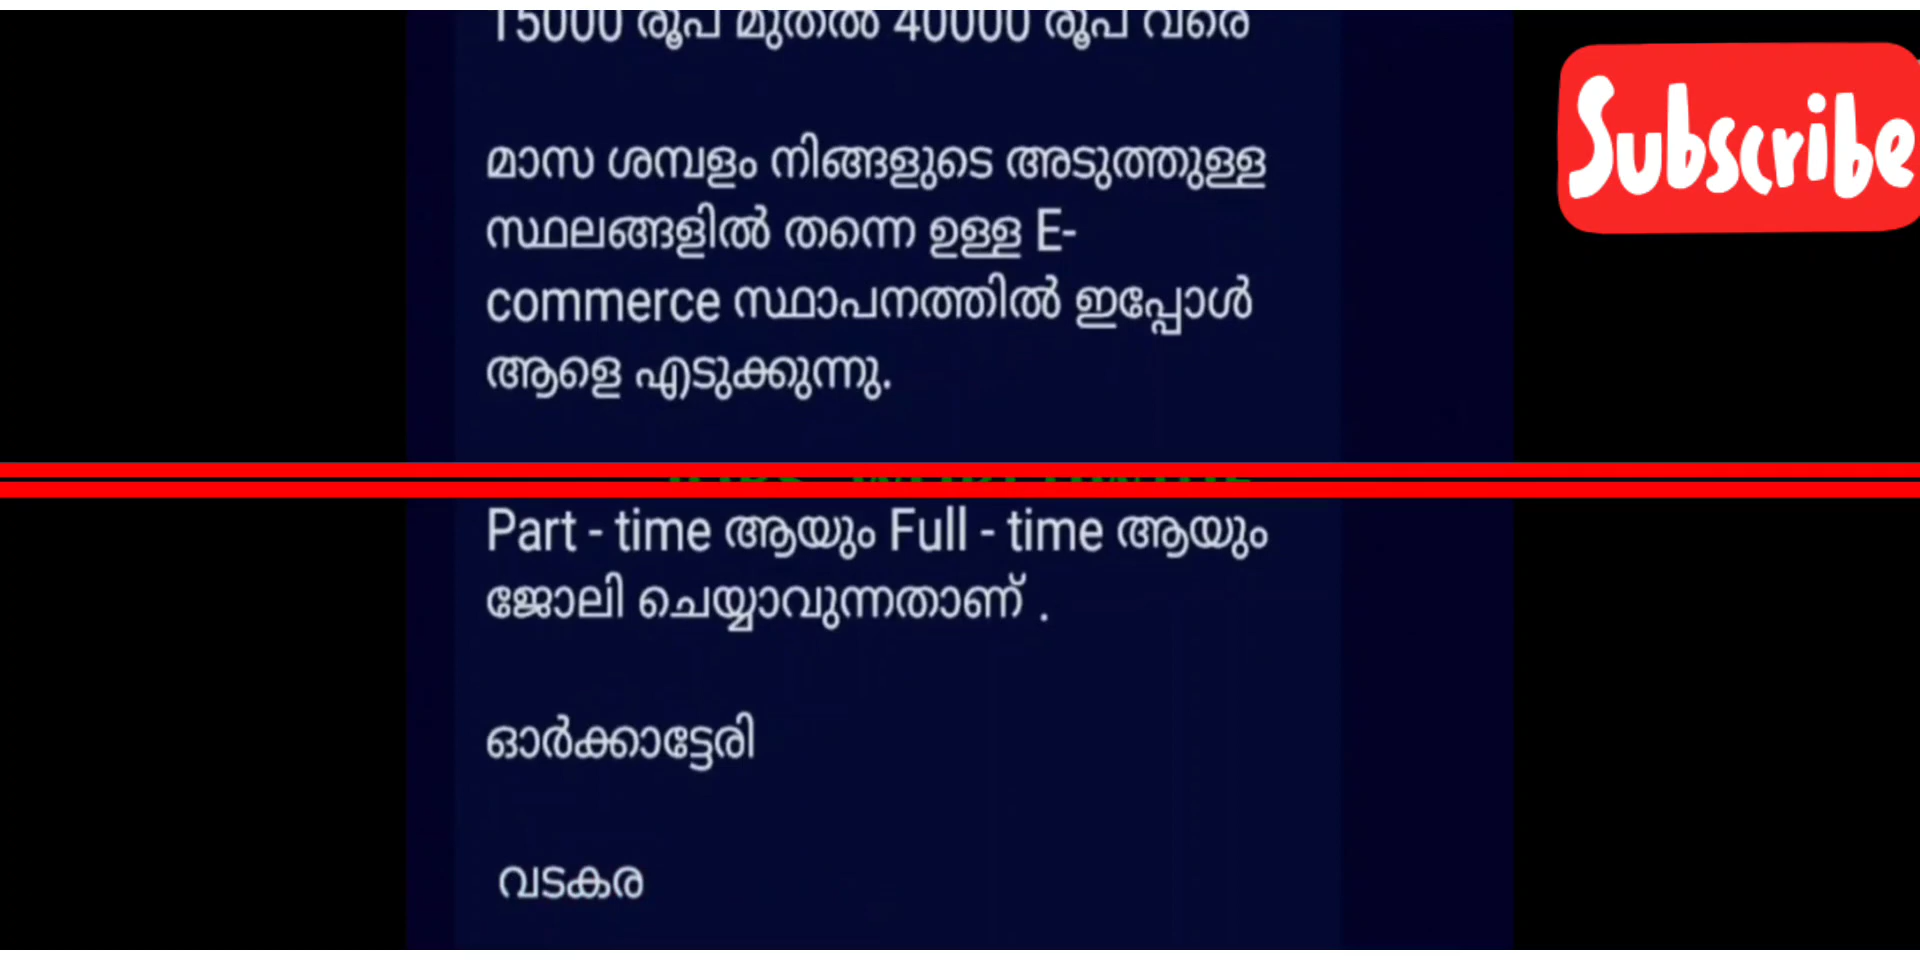 15000 രൂപ മുതൽ 40000 രൂപ വരെ
Subscribe
മാസ ശമ്പളം നിങ്ങളുടെ അടുത്തുള്ള
സ്ഥലങ്ങളിൽ തന്നെ ഉള്ള E-
commerce സ്ഥാപനത്തിൽ ഇപ്പോൾ
ആളെ എടുക്കുന്നു.
Part - time ആയും Full - time ആയും
ജോലി ചെയ്യാവുന്നതാണ് .
ഓർക്കാട്ടേരി
വടകര